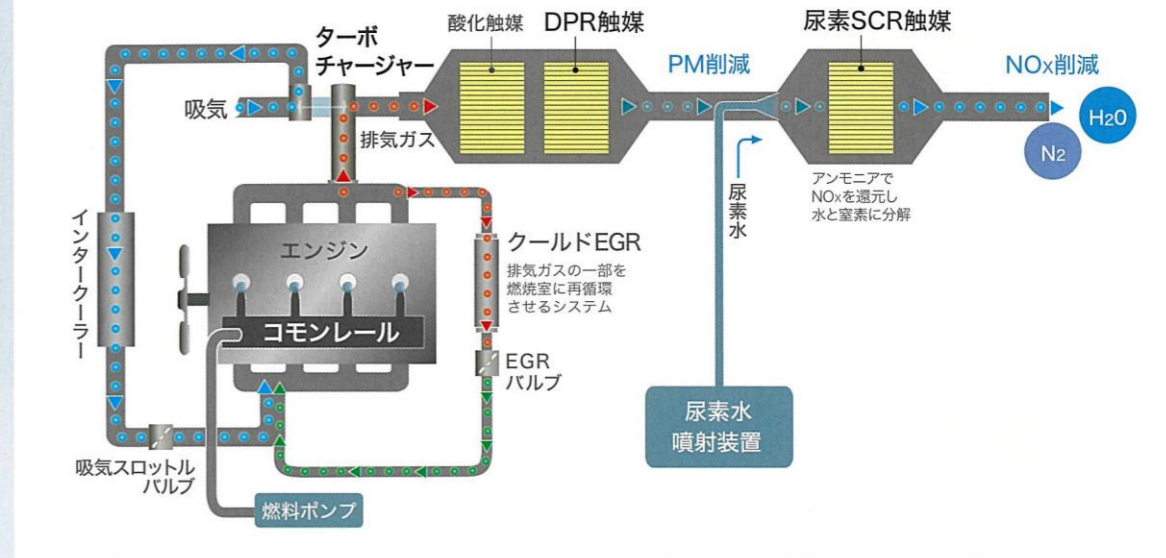 酸化触媒
DPR触媒
尿素SCR触媒
ターボ
チャージャー
PM削減
NOx削減
吸気
排気ガス
H2O
N2
アンモニアで
NOxを還元し
水と窒素に分解
尿素水
インタークーラー
エンジン
クールドEGR
排気ガスの一部を
燃焼室に再循環
させるシステム
コモンレール
EGR
バルブ
尿素水
噴射装置
吸気スロットル
バルブ
燃料ポンプ